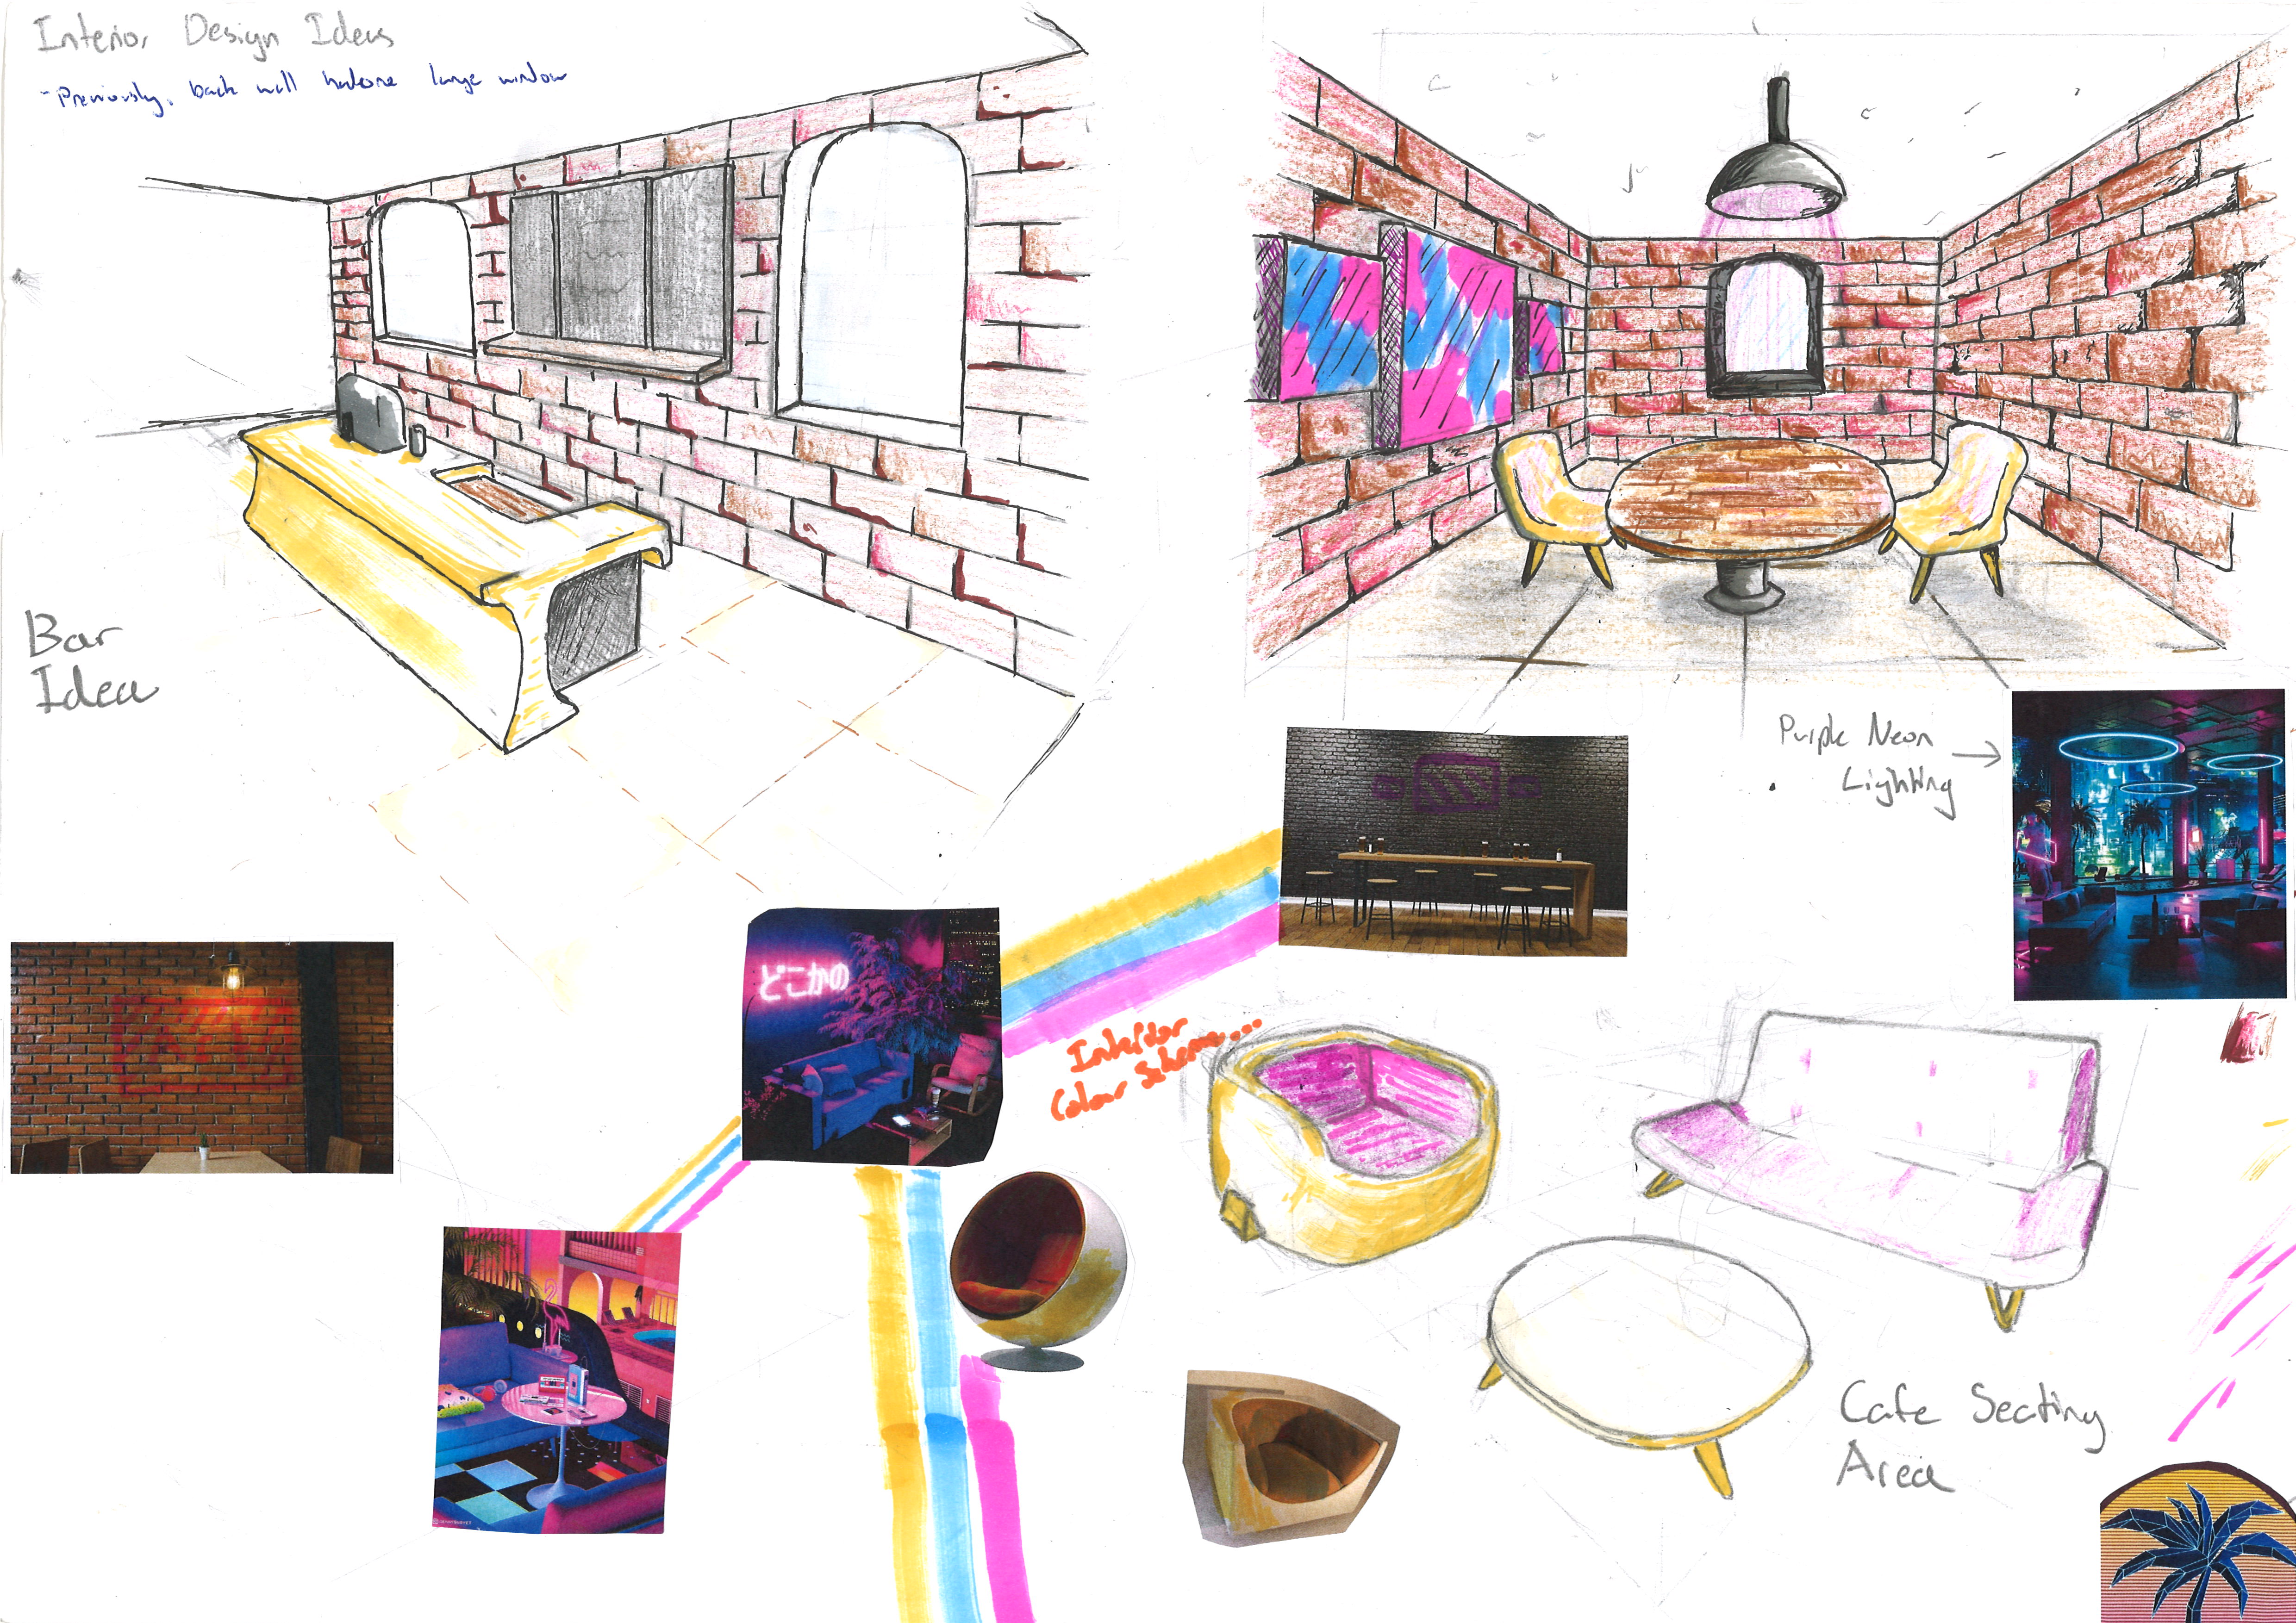 Interior Design Ideas
- Previously, back wall had one large window
Bar
Idea
Purple Neon
Lighting
どこかの
Interior
Colour Scheme...
Cafe Seating
Area